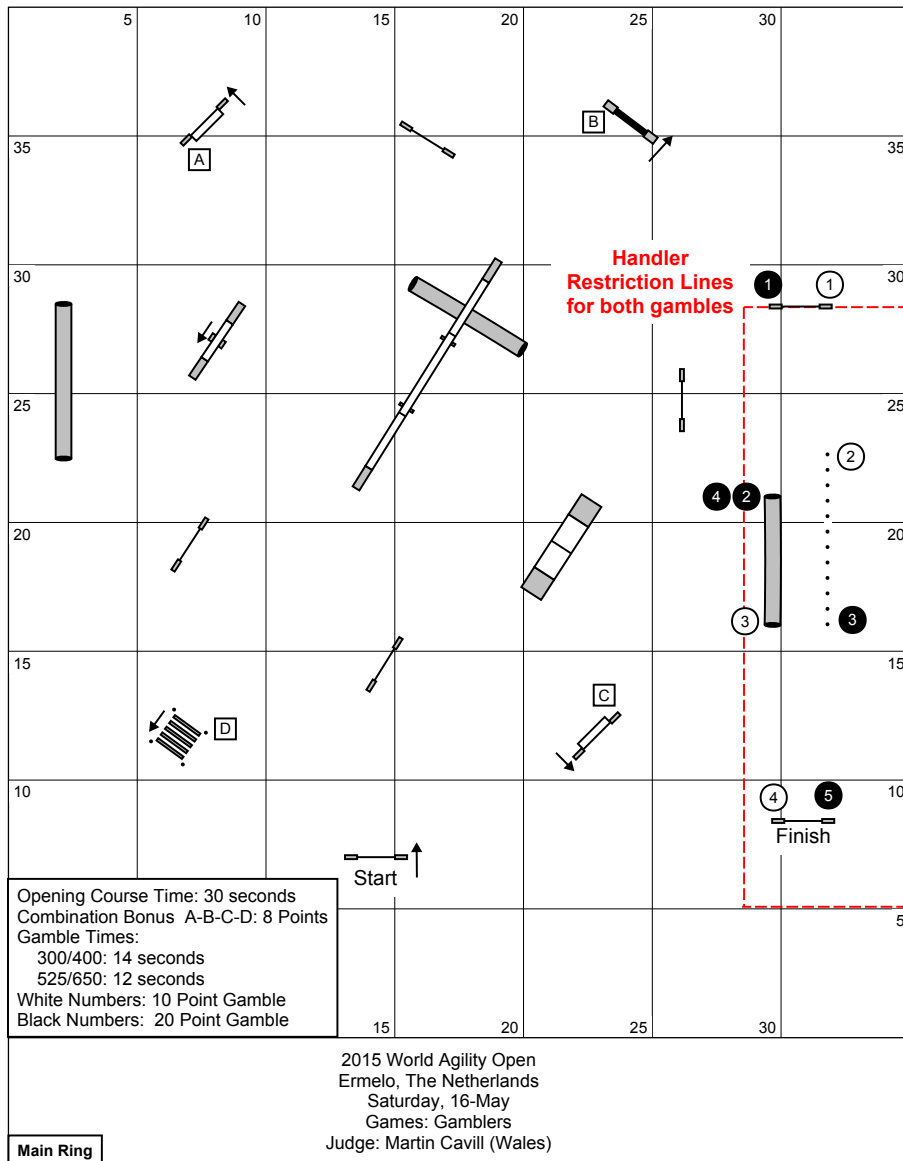 5 10 15 20 25 30
B
35 A 35
30 30
Handler
Restriction Lines
for both gambles
1 1
25 25
2
4 2
20 20
3 3
15 15
C
D
10 10
4 5
Finish
Start
5
Opening Course Time: 30 seconds
Combination Bonus A-B-C-D: 8 Points
Gamble Times:
300/400: 14 seconds
525/650: 12 seconds
White Numbers: 10 Point Gamble
Black Numbers: 20 Point Gamble
15 20 25 30
2015 World Agility Open
Ermelo, The Netherlands
Saturday, 16-May
Games: Gamblers
Judge: Martin Cavill (Wales)
Main Ring